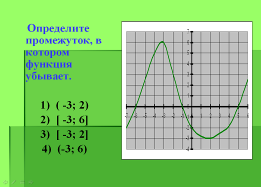 Определите
промежуток, в
котором
функция
убывает.
1) ( -3; 2)
2) [ -3; 6]
3) [ -3; 2]
4) (-3; 6)